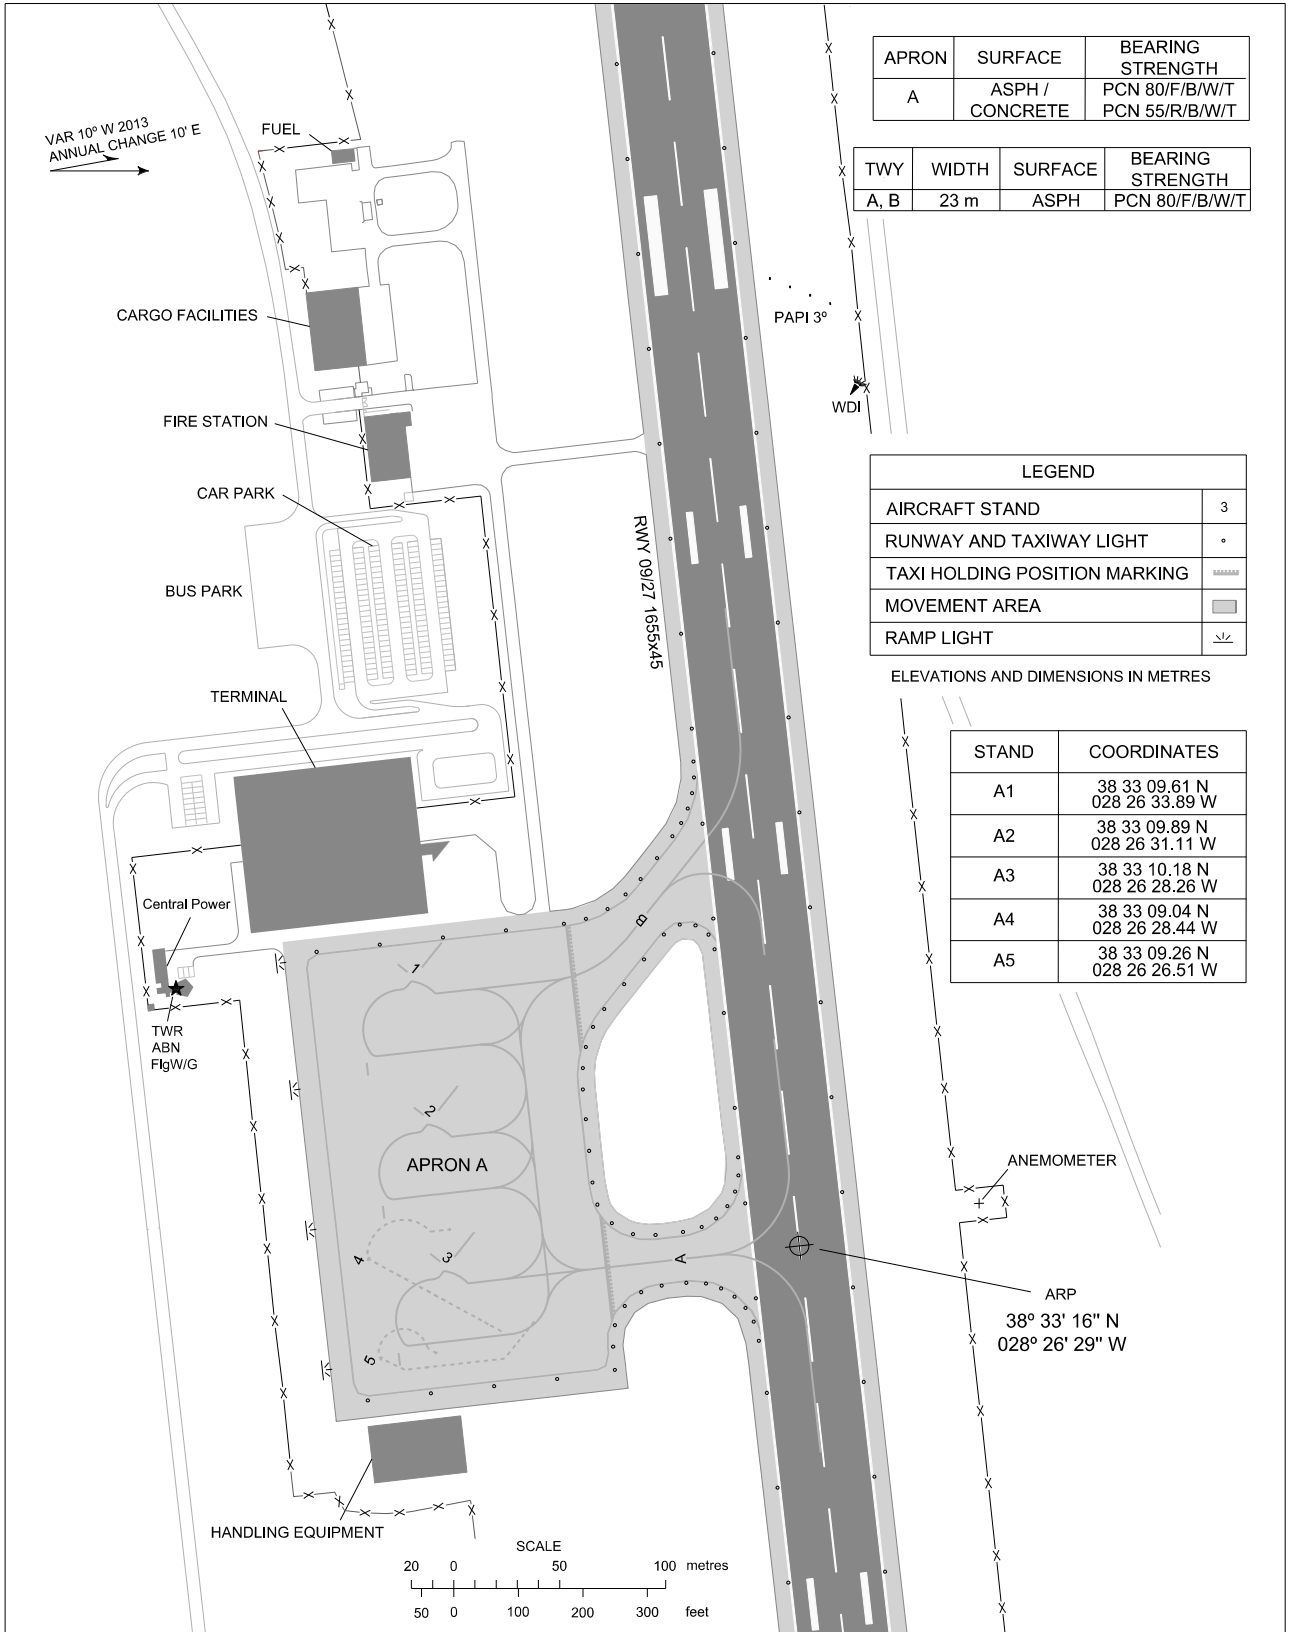 APRON SURFACE BEARING STRENGTH
A ASPH / CONCRETE PCN 80/F/B/W/T PCN 55/R/B/W/T
VAR 10º W 2013
ANNUAL CHANGE 10' E
FUEL
TWY WIDTH SURFACE BEARING STRENGTH
A, B 23 m ASPH PCN 80/F/B/W/T
CARGO FACILITIES
PAPI 3º
WDI
FIRE STATION
CAR PARK
BUS PARK
RWY 09/27 1655x45
LEGEND
AIRCRAFT STAND 3
RUNWAY AND TAXIWAY LIGHT
TAXI HOLDING POSITION MARKING
MOVEMENT AREA
RAMP LIGHT
ELEVATIONS AND DIMENSIONS IN METRES
TERMINAL
STAND COORDINATES
A1 38 33 09.61 N
028 26 33.89 W
A2 38 33 09.89 N
028 26 31.11 W
A3 38 33 10.18 N
028 26 28.26 W
A4 38 33 09.04 N
028 26 28.44 W
A5 38 33 09.26 N
028 26 26.51 W
Central Power
B
1
TWR
ABN
FlgW/G
2
APRON A
ANEMOMETER
4
3
A
5
ARP
38º 33' 16" N
028º 26' 29" W
HANDLING EQUIPMENT
SCALE
20 0 50 100 metres
50 0 100 200 300 feet